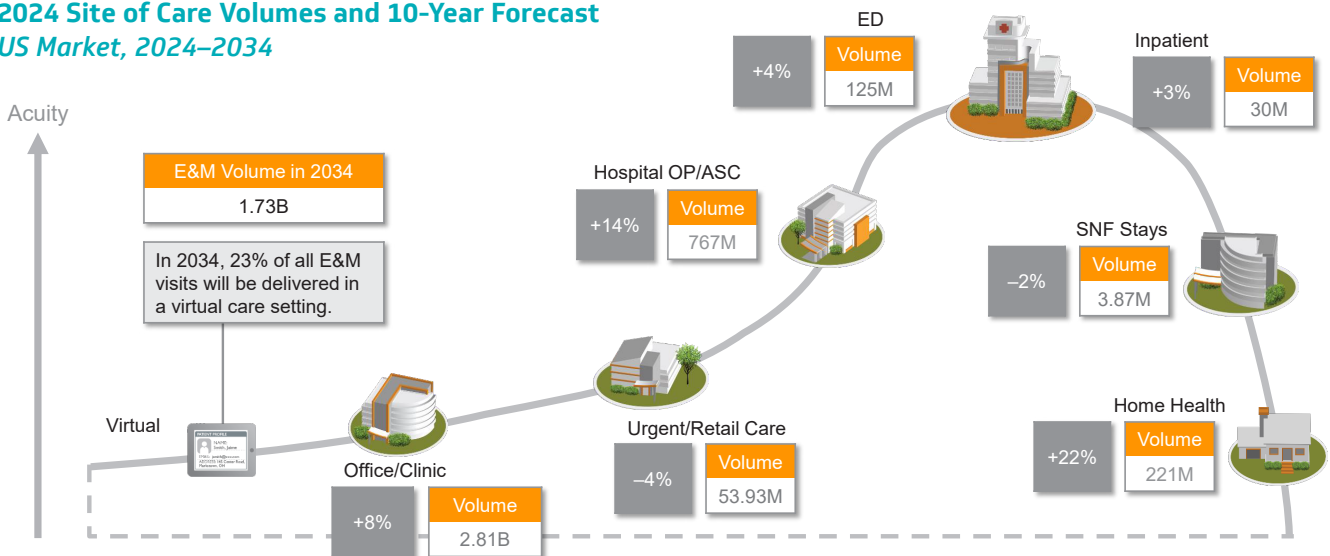 2024 Site of Care Volumes and 10-Year Forecast
US Market, 2024–2034
Acuity
E&M Volume in 2034
1.73B
In 2034, 23% of all E&M
visits will be delivered in
a virtual care setting.
Virtual
PATIENT PROFILE
NAME:
Office/Clinic
+8%
Volume
2.81B
Urgent/Retail Care
–4%
Volume
53.93M
Hospital OP/ASC
+14%
Volume
767M
ED
+4%
Volume
125M
Inpatient
+3%
Volume
30M
SNF Stays
–2%
Volume
3.87M
Home Health
+22%
Volume
221M